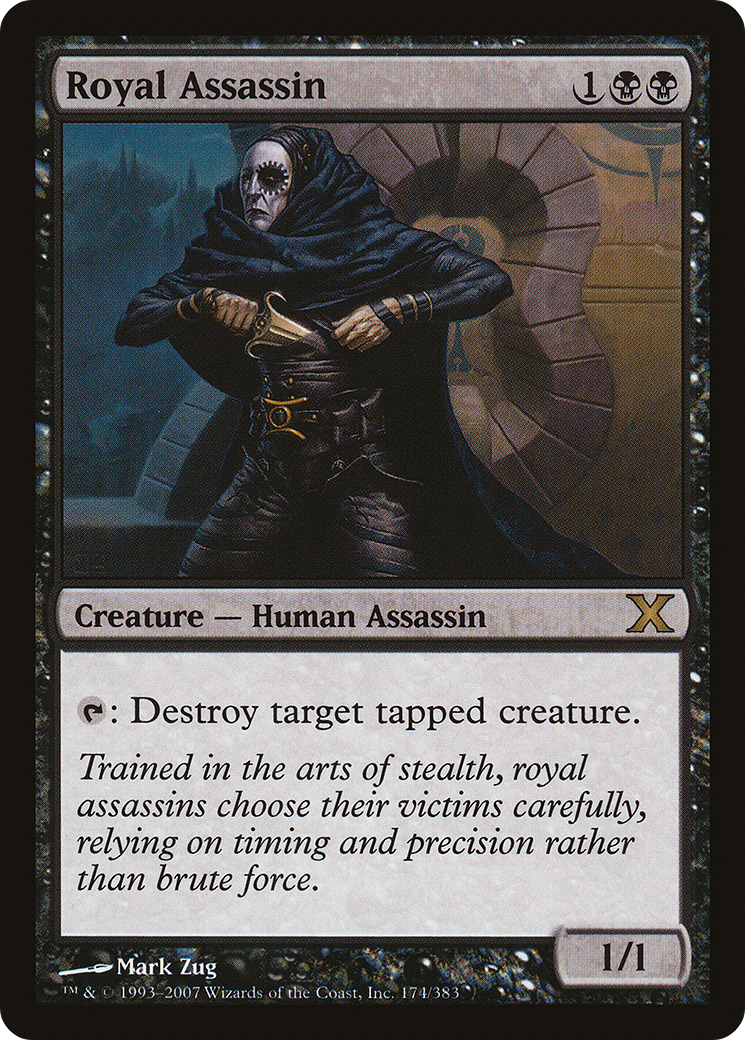 Royal Assassin 1
Creature — Human Assassin X
: Destroy target tapped creature.
Trained in the arts of stealth, royal
assassins choose their victims carefully,
relying on timing and precision rather
than brute force.
1/1
Mark Zug
™ & © 1993–2007 Wizards of the Coast, Inc. 174/383